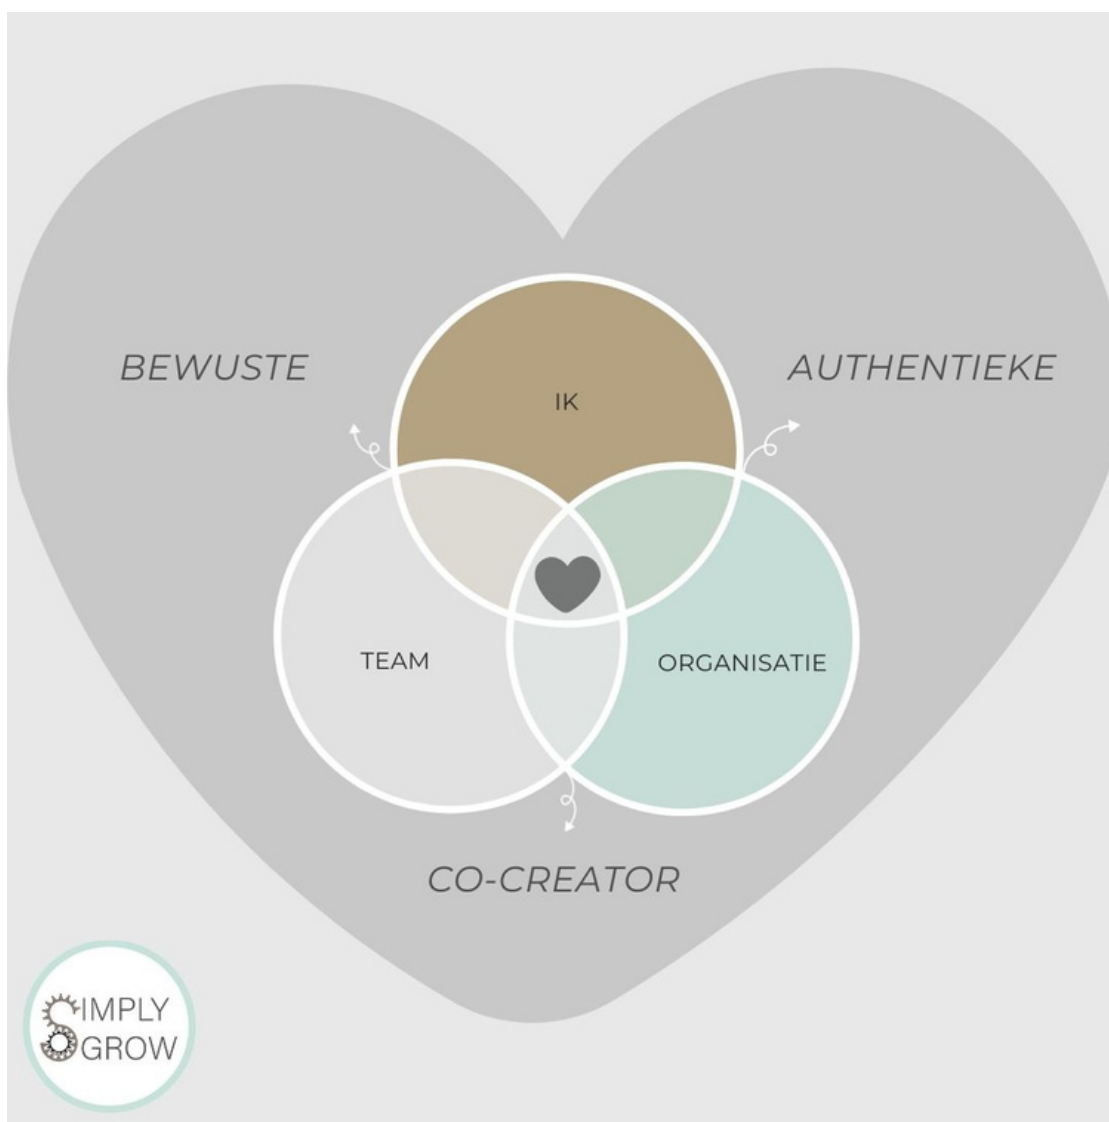 BEWUSTE
AUTHENTIEKE
IK
TEAM
ORGANISATIE
CO-CREATOR
SIMPLY
GROW